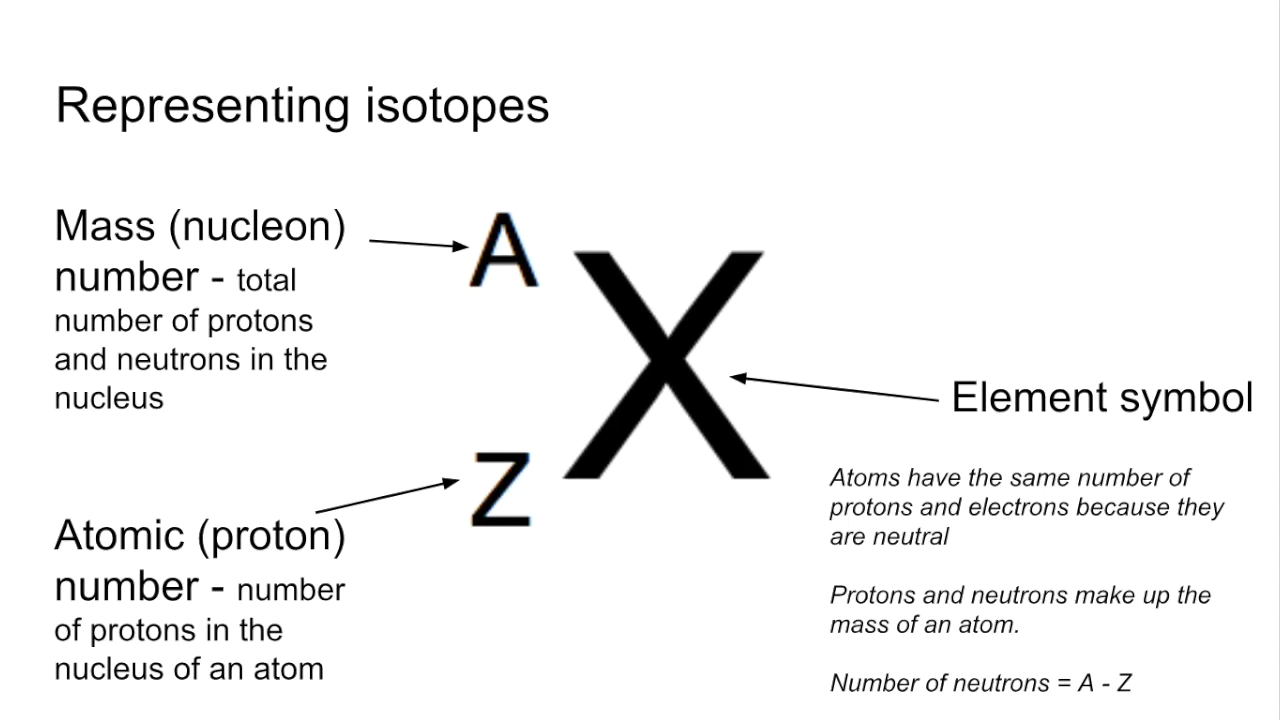 Representing isotopes
Mass (nucleon)
number - total
number of protons
and neutrons in the
nucleus
A
X
Z
Element symbol
Atomic (proton)
number - number
of protons in the
nucleus of an atom
Atoms have the same number of
protons and electrons because they
are neutral
Protons and neutrons make up the
mass of an atom.
Number of neutrons = A - Z